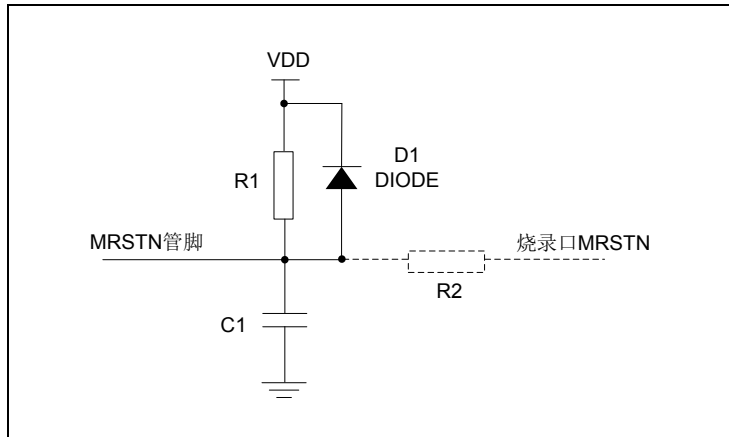 VDD
D1
DIODE
R1
MRSTN管脚
烧录口MRSTN
R2
C1